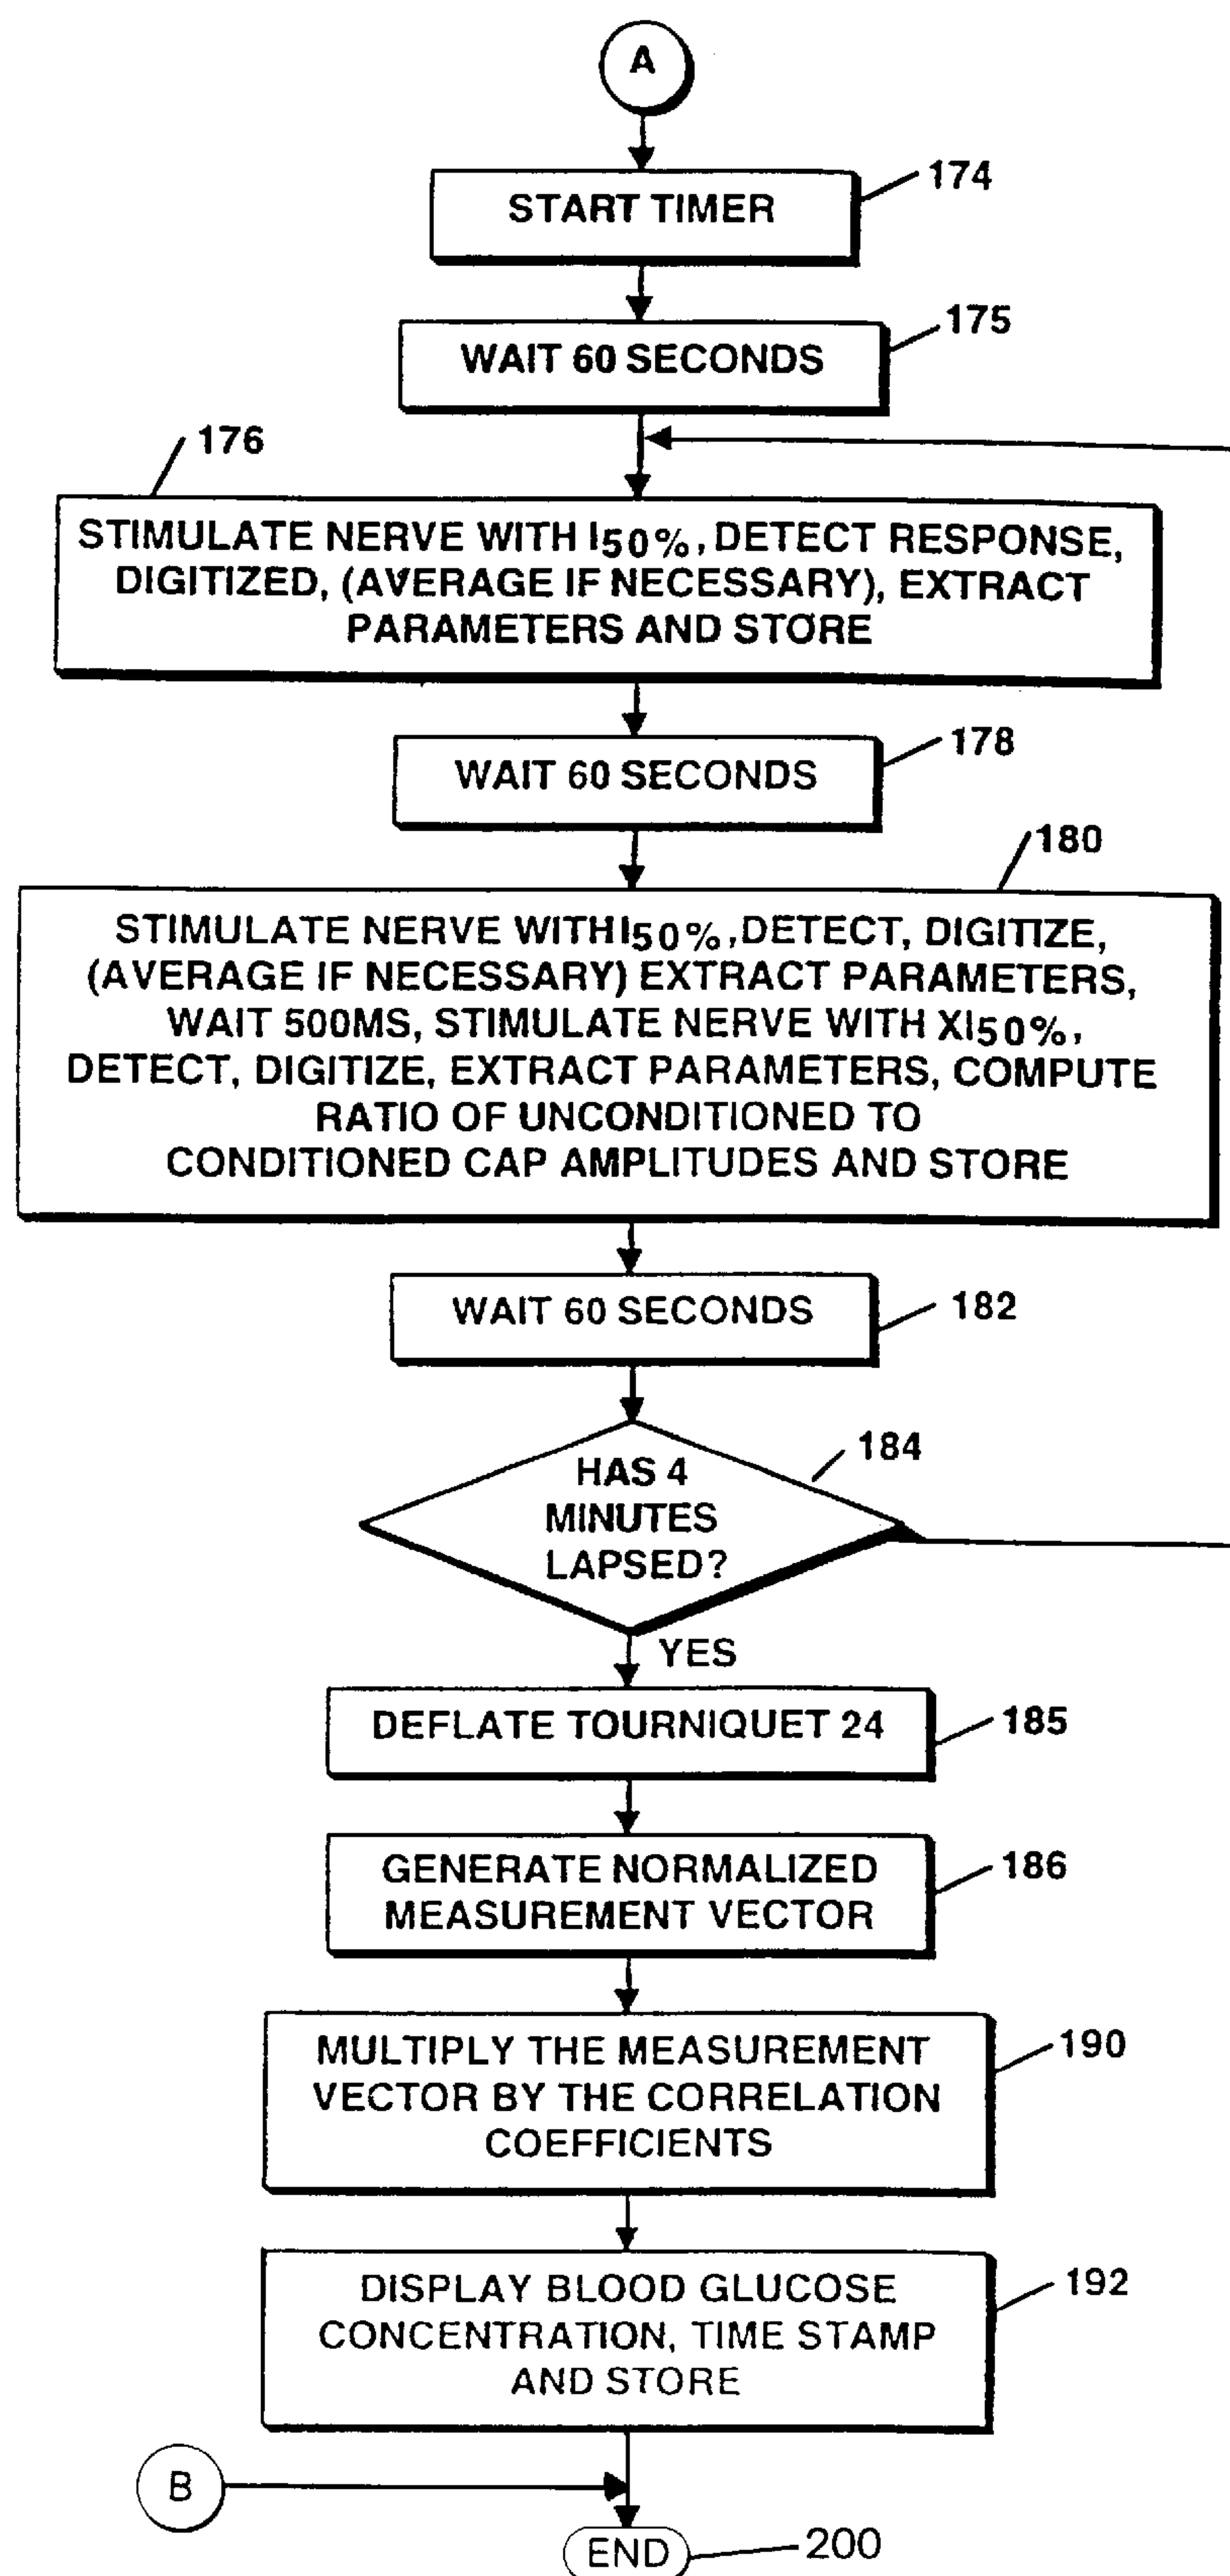 A
START TIMER
174
WAIT 60 SECONDS
175
176
STIMULATE NERVE WITH I50%, DETECT RESPONSE,
DIGITIZED, (AVERAGE IF NECESSARY), EXTRACT
PARAMETERS AND STORE
WAIT 60 SECONDS
178
180
STIMULATE NERVE WITH I50%, DETECT, DIGITIZE,
(AVERAGE IF NECESSARY) EXTRACT PARAMETERS,
WAIT 500MS, STIMULATE NERVE WITH XI50%,
DETECT, DIGITIZE, EXTRACT PARAMETERS, COMPUTE
RATIO OF UNCONDITIONED TO
CONDITIONED CAP AMPLITUDES AND STORE
WAIT 60 SECONDS
182
HAS 4
MINUTES
LAPSED?
184
YES
DEFLATE TOURNIQUET 24
185
GENERATE NORMALIZED
MEASUREMENT VECTOR
186
MULTIPLY THE MEASUREMENT
VECTOR BY THE CORRELATION
COEFFICIENTS
190
DISPLAY BLOOD GLUCOSE
CONCENTRATION, TIME STAMP
AND STORE
192
B
END
200